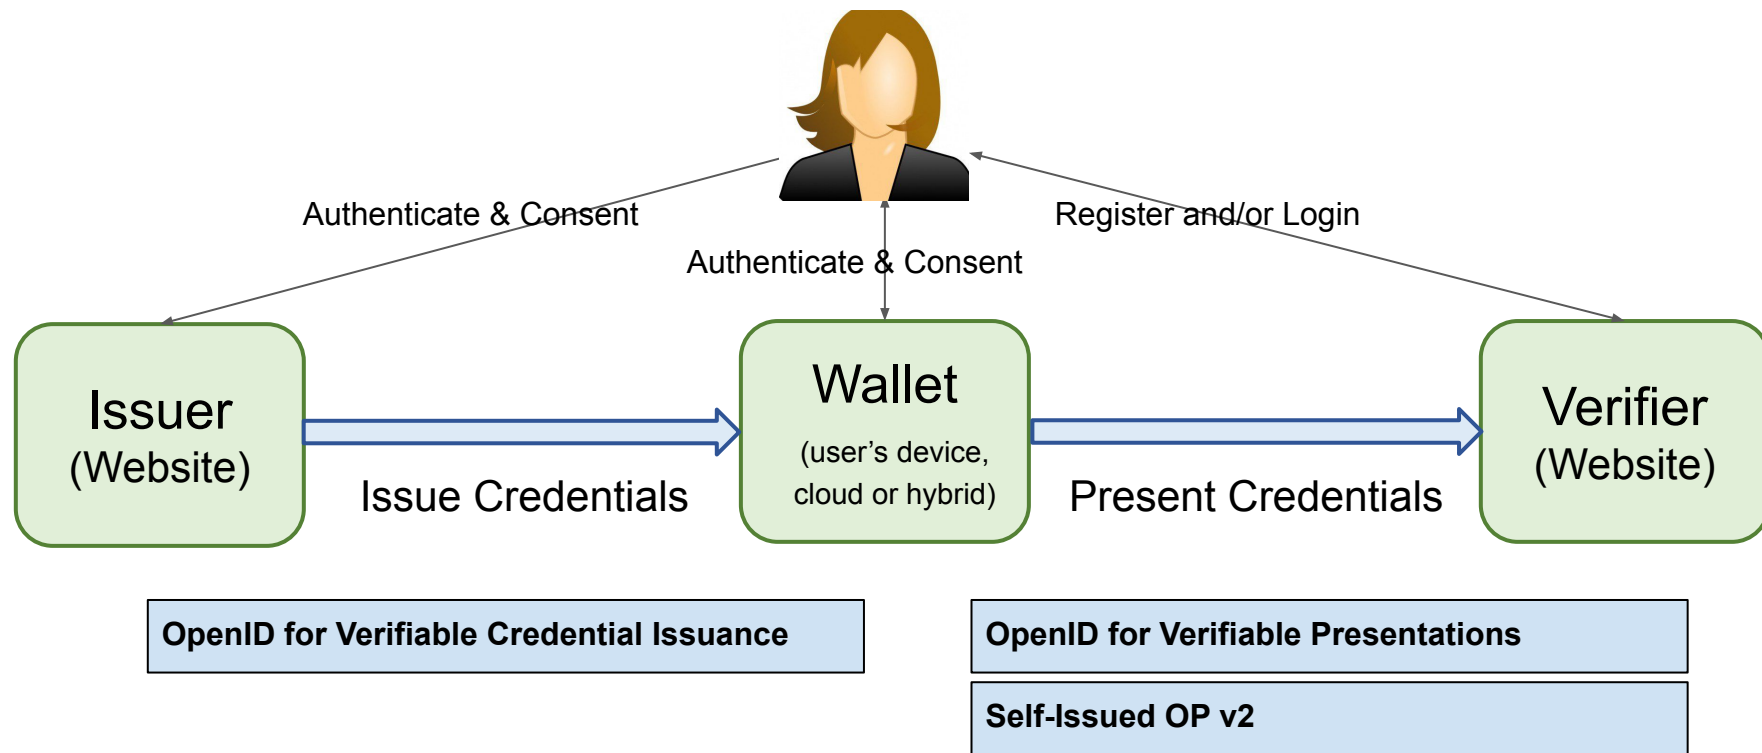 Authenticate & Consent
Register and/or Login
Authenticate & Consent
Issuer
(Website)
Issue Credentials
Wallet
(user’s device,
cloud or hybrid)
Present Credentials
Verifier
(Website)
OpenID for Verifiable Credential Issuance
OpenID for Verifiable Presentations
Self-Issued OP v2